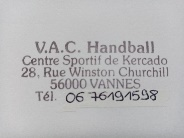 V.A.C. Handball
Centre Sportif de Kercado
28, Rue Winston Churchill
56000 VANNES
Tél. 06 76191598